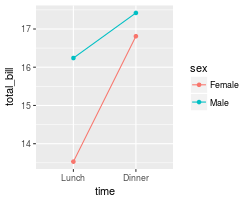 17
16
15
14
total_bill
Lunch
Dinner
time
sex
Female
Male